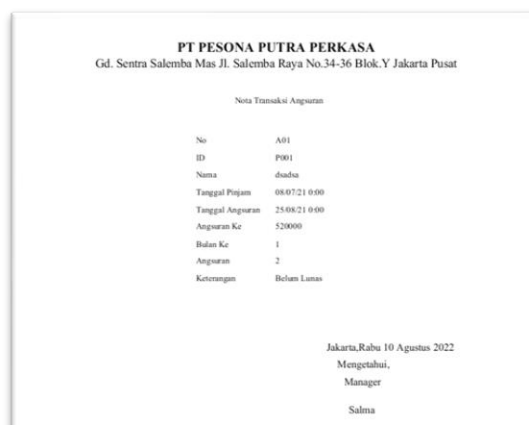 PT PESONA PUTRA PERKASA
Gd. Sentra Salemba Mas Jl. Salemba Raya No.34-36 Blok.Y Jakarta Pusat
Nota Transaksi Angsuran
No A01
ID P001
Nama dsadsa
Tanggal Pinjam 08/07/21 0:00
Tanggal Angsuran 25/08/21 0:00
Angsuran Ke 520000
Bulan Ke 1
Angsuran 2
Keterangan Belum Lunas
Jakarta,Rabu 10 Agustus 2022
Mengetahui,
Manager
Salma